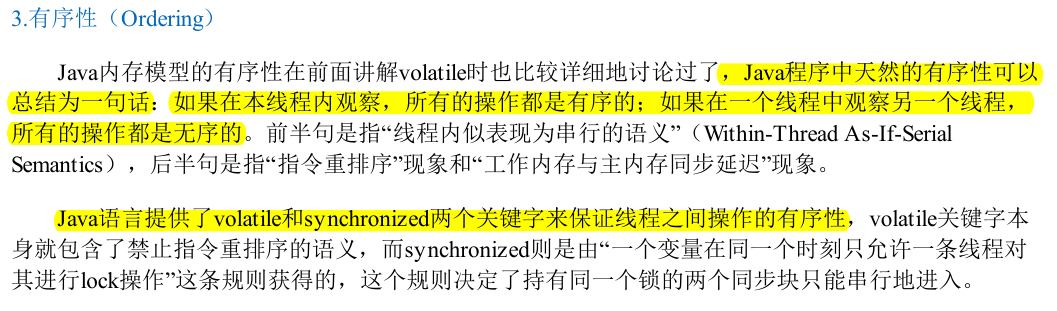 3.有序性（Ordering）
Java内存模型的有序性在前面讲解volatile时也比较详细地讨论过了，Java程序中天然的有序性可以
总结为一句话：如果在本线程内观察，所有的操作都是有序的；如果在一个线程中观察另一个线程，
所有的操作都是无序的。前半句是指“线程内似表现为串行的语义”（Within-Thread As-If-Serial
Semantics），后半句是指“指令重排序”现象和“工作内存与主内存同步延迟”现象。
Java语言提供了volatile和synchronized两个关键字来保证线程之间操作的有序性，volatile关键字本
身就包含了禁止指令重排序的语义，而synchronized则是由“一个变量在同一个时刻只允许一条线程对
其进行lock操作”这条规则获得的，这个规则决定了持有同一个锁的两个同步块只能串行地进入。